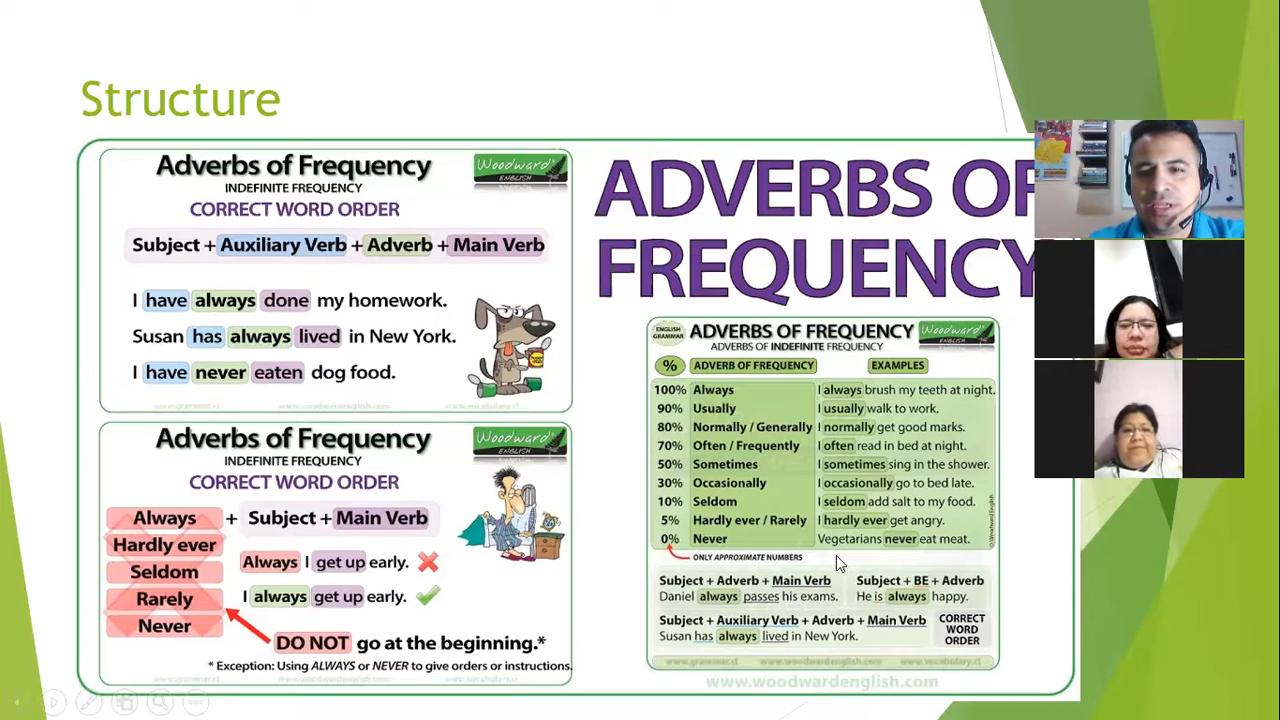 Structure
Adverbs of Frequency
Woodward
ENGLISH
INDEFINITE FREQUENCY
CORRECT WORD ORDER
Subject + Auxiliary Verb + Adverb + Main Verb
I have always done my homework.
Susan has always lived in New York.
I have never eaten dog food.
Adverbs of Frequency
Woodward
ENGLISH
INDEFINITE FREQUENCY
CORRECT WORD ORDER
Always + Subject + Main Verb
Hardly ever
Seldom
Rarely
Never
Always I get up early.
I always get up early.
DO NOT go at the beginning.*
* Exception: Using ALWAYS or NEVER to give orders or instructions.
ADVERBS OF
FREQUENCY
ENGLISH
GRAMMAR
ADVERBS OF FREQUENCY
Woodward
ENGLISH
ADVERBS OF INDEFINITE FREQUENCY
% ADVERB OF FREQUENCY EXAMPLES
100% Always I always brush my teeth at night.
90% Usually I usually walk to work.
80% Normally / Generally I normally get good marks.
70% Often / Frequently I often read in bed at night.
50% Sometimes I sometimes sing in the shower.
30% Occasionally I occasionally go to bed late.
10% Seldom I seldom add salt to my food.
5% Hardly ever / Rarely I hardly ever get angry.
0% Never Vegetarians never eat meat.
ONLY APPROXIMATE NUMBERS
Subject + Adverb + Main Verb
Daniel always passes his exams.
Subject + BE + Adverb
He is always happy.
Subject + Auxiliary Verb + Adverb + Main Verb
Susan has always lived in New York.
CORRECT
WORD
ORDER
www.grammar.cl www.woodwardenglish.com www.vocabulary.cl
www.woodwardenglish.com